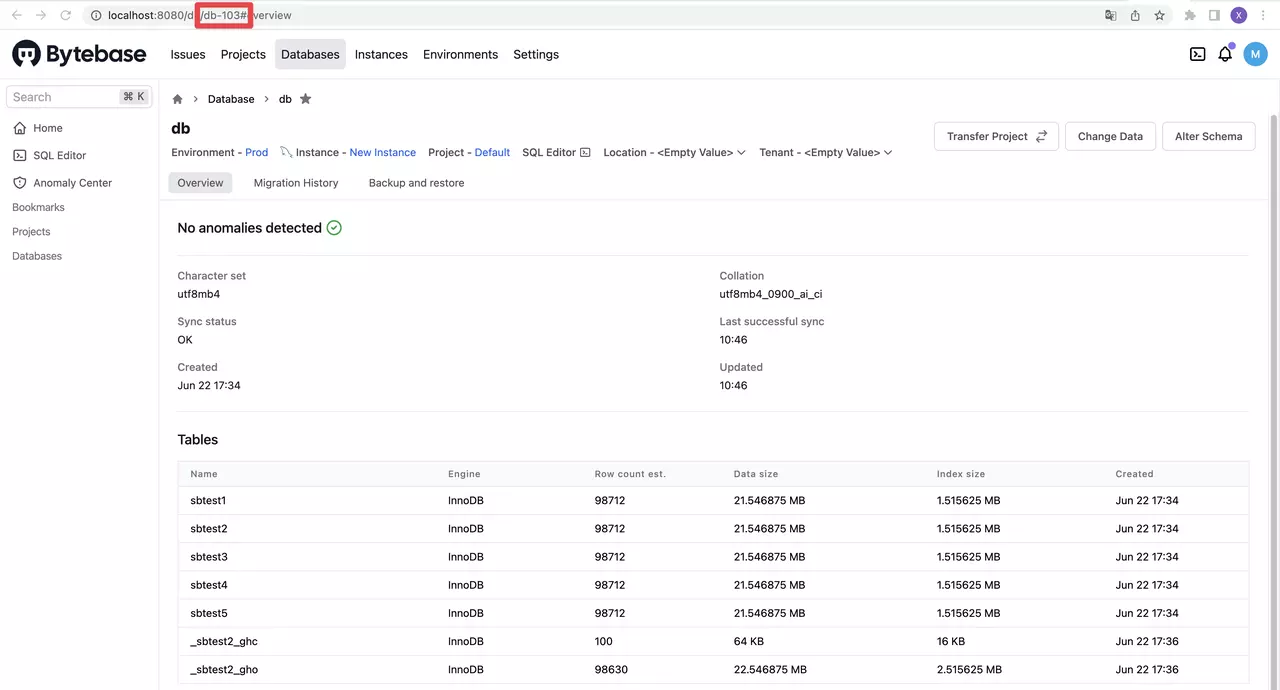 localhost:8080/db/db-103#overview
X
Bytebase
Issues Projects Databases Instances Environments Settings
M
Search ⌘ K
Home
SQL Editor
Anomaly Center
Bookmarks
Projects
Databases
Database > db
db
Transfer Project Change Data Alter Schema
Environment - Prod Instance - New Instance Project - Default SQL Editor Location - <Empty Value> Tenant - <Empty Value>
Overview Migration History Backup and restore
No anomalies detected
Character set Collation
utf8mb4 utf8mb4_0900_ai_ci
Sync status Last successful sync
OK 10:46
Created Updated
Jun 22 17:34 10:46
Tables
Name Engine Row count est. Data size Index size Created
sbtest1 InnoDB 98712 21.546875 MB 1.515625 MB Jun 22 17:34
sbtest2 InnoDB 98712 21.546875 MB 1.515625 MB Jun 22 17:34
sbtest3 InnoDB 98712 21.546875 MB 1.515625 MB Jun 22 17:34
sbtest4 InnoDB 98712 21.546875 MB 1.515625 MB Jun 22 17:34
sbtest5 InnoDB 98712 21.546875 MB 1.515625 MB Jun 22 17:34
_sbtest2_ghc InnoDB 100 64 KB 16 KB Jun 22 17:36
_sbtest2_gho InnoDB 98630 22.546875 MB 2.515625 MB Jun 22 17:36